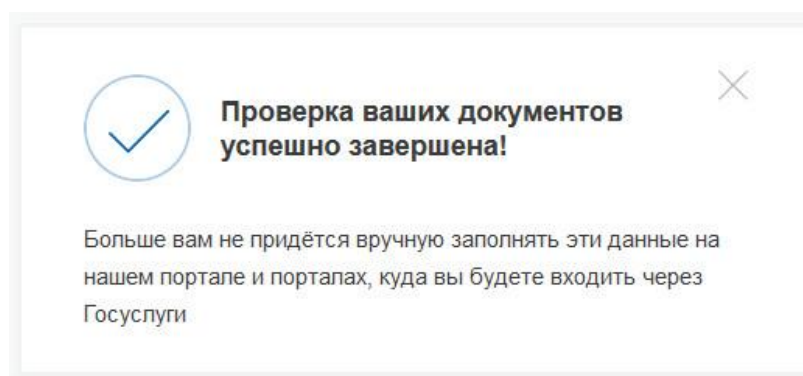 Проверка ваших документов
успешно завершена!
Больше вам не придётся вручную заполнять эти данные на
нашем портале и порталах, куда вы будете входить через
Госуслуги